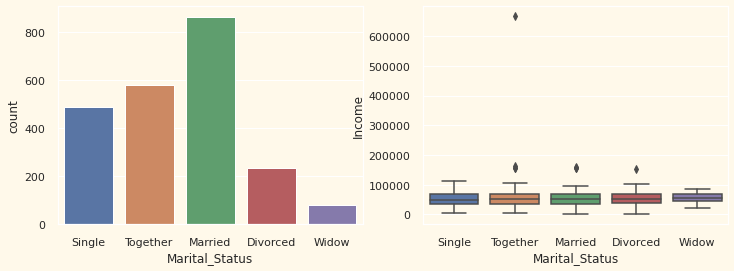 800
600
400
200
0
count
Single Together Married Divorced Widow
Marital_Status
600000
500000
400000
300000
200000
100000
0
Income
Single Together Married Divorced Widow
Marital_Status